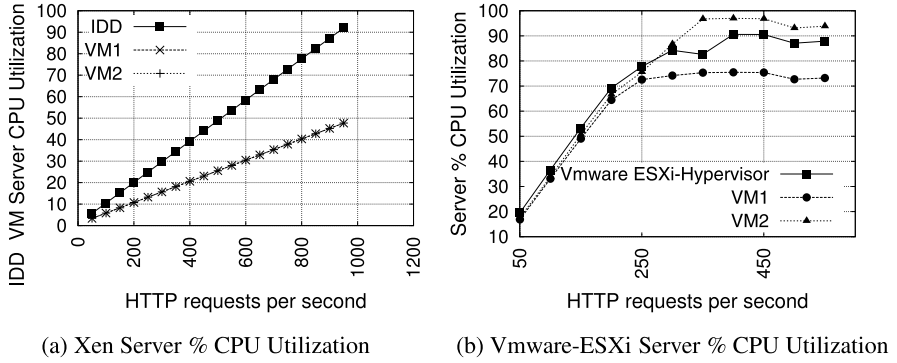 IDD VM Server CPU Utilization
100
90
80
70
60
50
40
30
20
10
0
IDD
VM1
VM2
0
200
400
600
800
1000
1200
HTTP requests per second
(a) Xen Server % CPU Utilization
Server % CPU Utilization
100
90
80
70
60
50
40
30
20
10
Vmware ESXi-Hypervisor
VM1
VM2
50
250
450
HTTP requests per second
(b) Vmware-ESXi Server % CPU Utilization